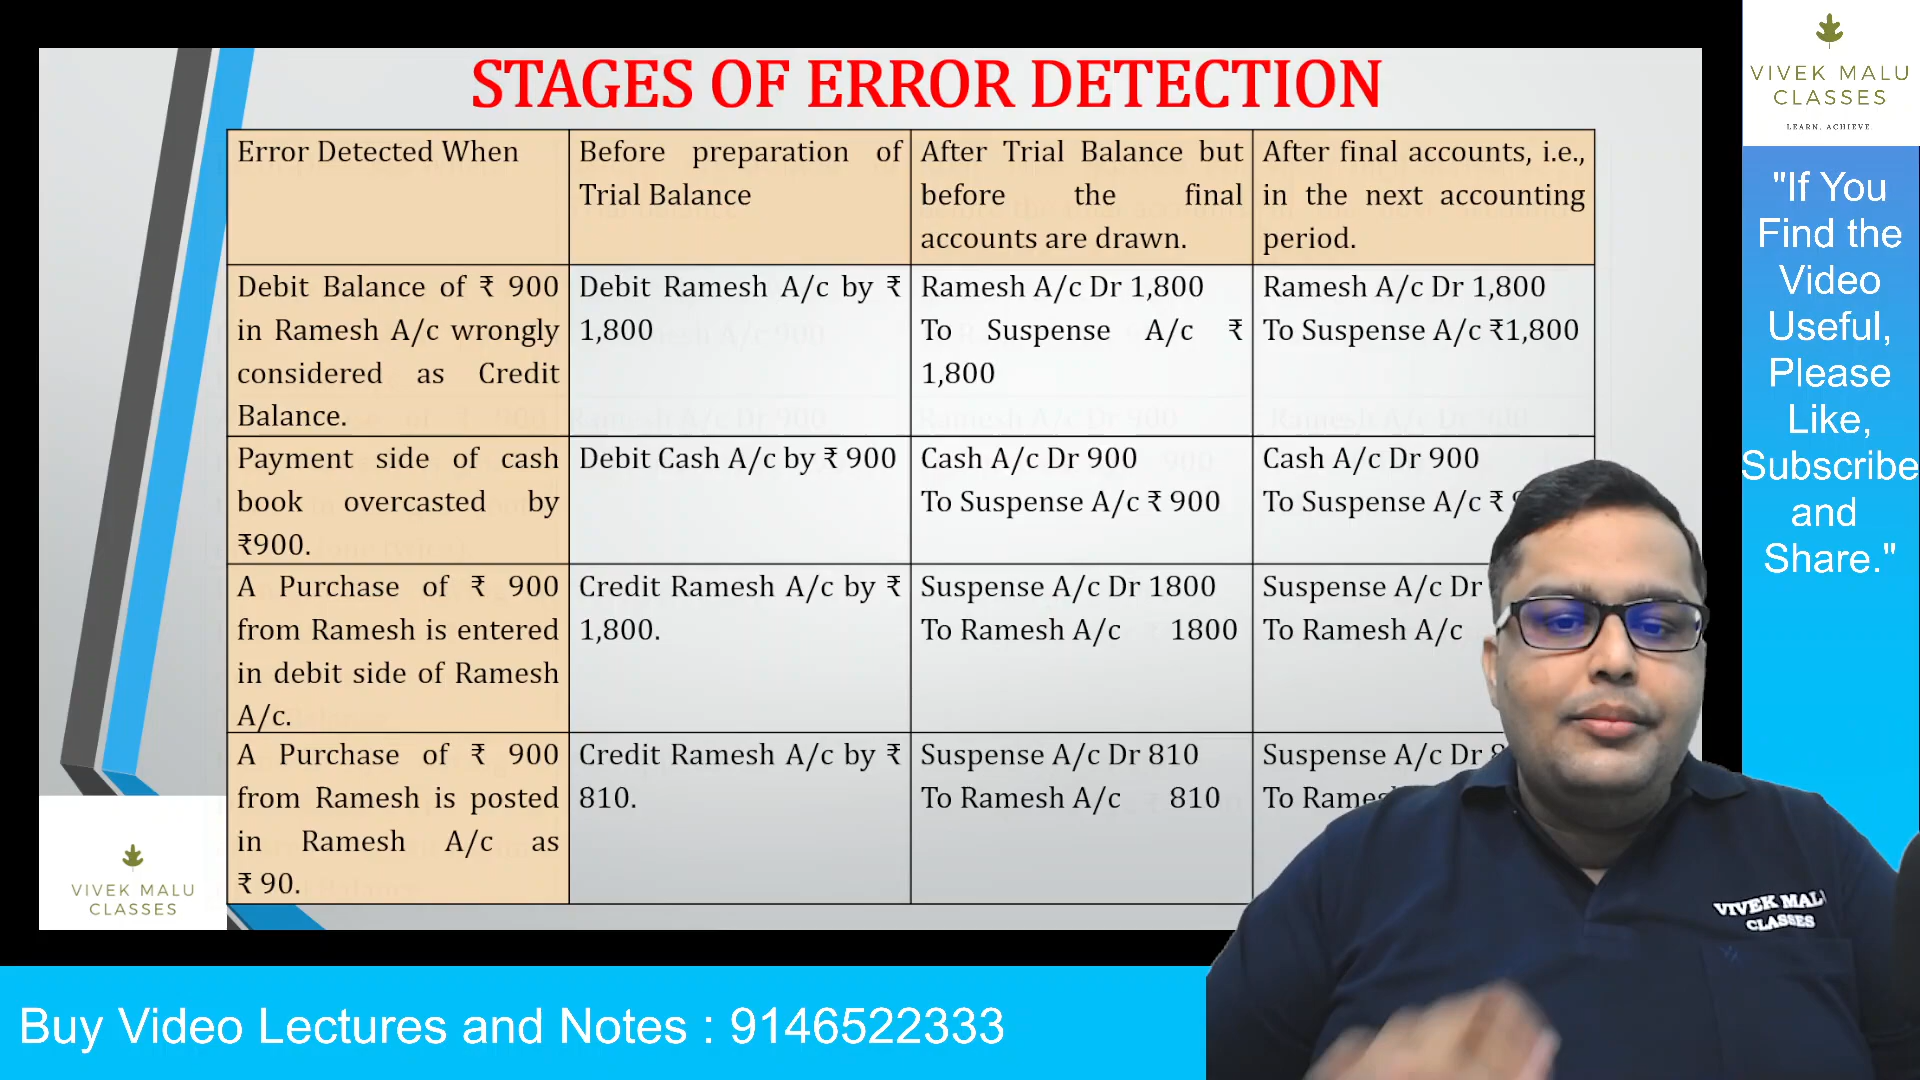 STAGES OF ERROR DETECTION
Error Detected When
Before preparation of
Trial Balance
After Trial Balance but
before the final
accounts are drawn.
After final accounts, i.e.,
in the next accounting
period.
Debit Balance of ₹ 900
in Ramesh A/c wrongly
considered as Credit
Balance.
Debit Ramesh A/c by ₹
1,800
Ramesh A/c Dr 1,800
To Suspense A/c ₹
1,800
Ramesh A/c Dr 1,800
To Suspense A/c ₹1,800
Payment side of cash
book overcasted by
₹900.
Debit Cash A/c by ₹ 900
Cash A/c Dr 900
To Suspense A/c ₹ 900
Cash A/c Dr 900
To Suspense A/c ₹
A Purchase of ₹ 900
from Ramesh is entered
in debit side of Ramesh
A/c.
Credit Ramesh A/c by ₹
1,800.
Suspense A/c Dr 1800
To Ramesh A/c 1800
Suspense A/c Dr
To Ramesh A/c
A Purchase of ₹ 900
from Ramesh is posted
in Ramesh A/c as
₹ 90.
Credit Ramesh A/c by ₹
810.
Suspense A/c Dr 810
To Ramesh A/c 810
Suspense A/c Dr
To
VIVEK MALU
CLASSES
LEARN. ACHIEVE.
"If You
Find the
Video
Useful,
Please
Like,
Subscribe
and
Share."
VIVEK MALU
CLASSES
VIVEK MAL
CLASSES
Buy Video Lectures and Notes : 9146522333